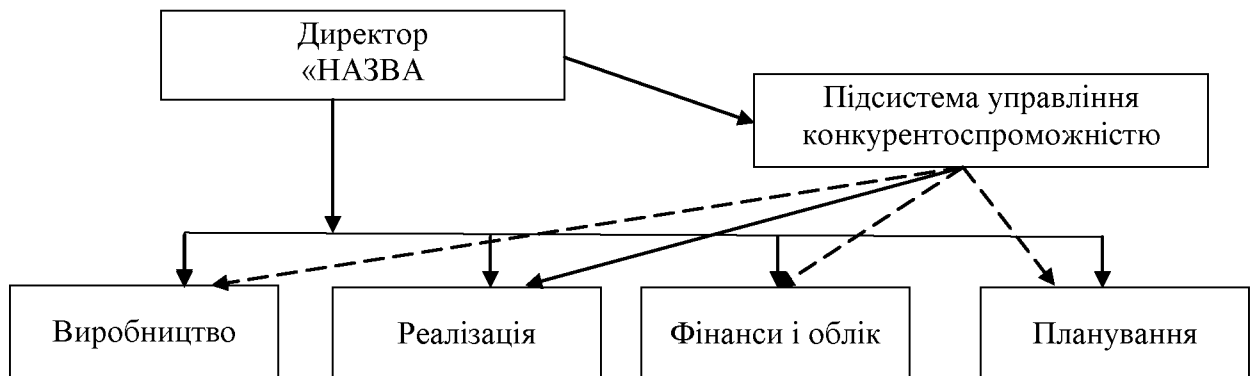 Директор
«НАЗВА
Підсистема управління
конкурентоспроможністю
Виробництво
Реалізація
Фінанси і облік
Планування